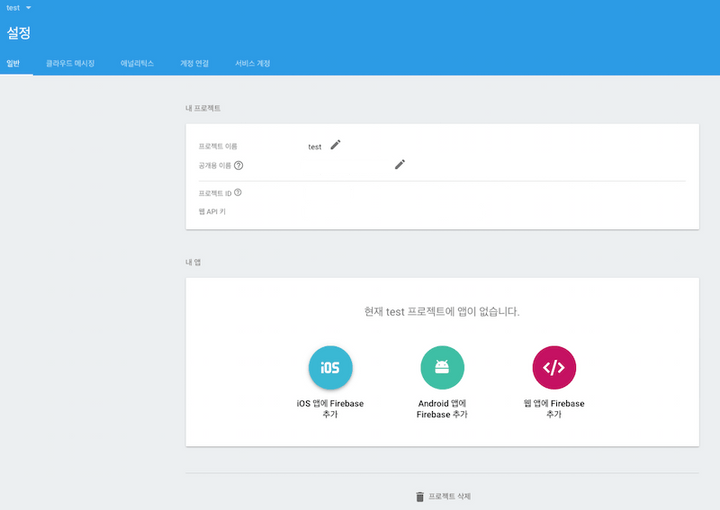 test
설정
일반 클라우드 메시징 애널리틱스 계정 연결 서비스 계정
내 프로젝트
프로젝트 이름 test
공개용 이름 ?
프로젝트 ID ?
웹 API 키
내 앱
현재 test 프로젝트에 앱이 없습니다.
iOS </>
iOS 앱에 Firebase 추가
Android 앱에 Firebase 추가
웹 앱에 Firebase 추가
프로젝트 삭제